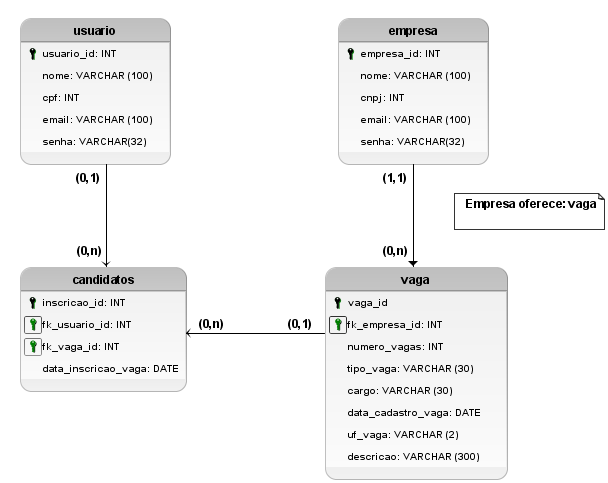 usuario
usuario_id: INT
nome: VARCHAR (100)
cpf: INT
email: VARCHAR (100)
senha: VARCHAR(32)
empresa
empresa_id: INT
nome: VARCHAR (100)
cnpj: INT
email: VARCHAR (100)
senha: VARCHAR(32)
(0,1)
(1,1)
Empresa oferece: vaga
(0,n)
(0,n)
candidatos
inscricao_id: INT
fk_usuario_id: INT
fk_vaga_id: INT
data_inscricao_vaga: DATE
(0,n)
(0,1)
vaga
vaga_id
fk_empresa_id: INT
numero_vagas: INT
tipo_vaga: VARCHAR (30)
cargo: VARCHAR (30)
data_cadastro_vaga: DATE
uf_vaga: VARCHAR (2)
descricao: VARCHAR (300)